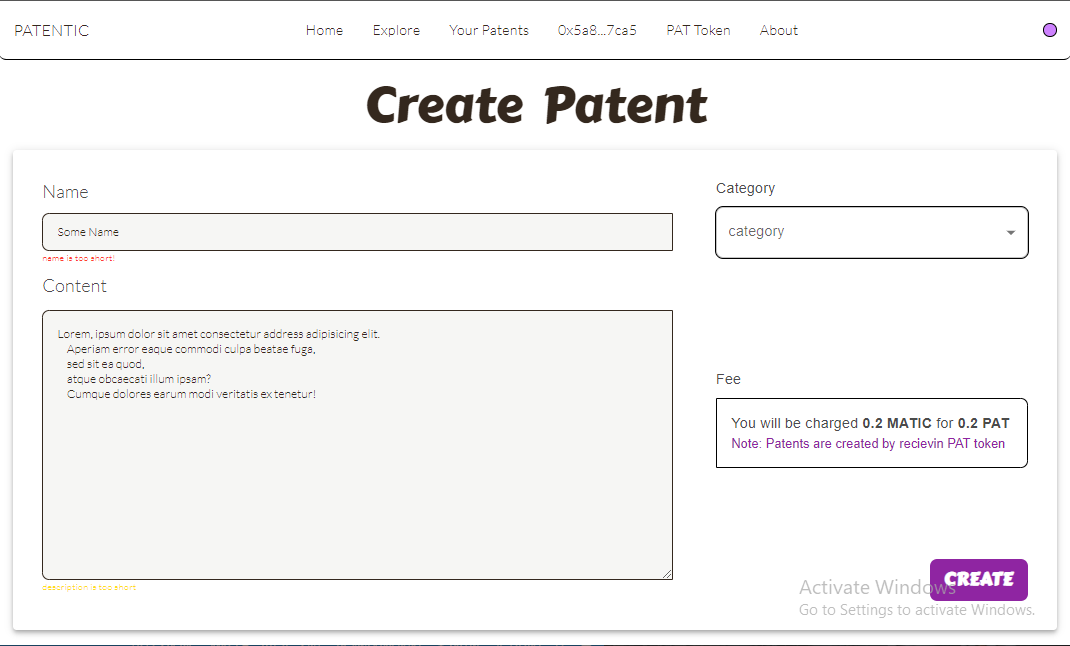 PATENTIC
Home Explore Your Patents 0x5a8...7ca5 PAT Token About
Create Patent
Name
Some Name
name is too short!
Content
Lorem, ipsum dolor sit amet consectetur address adipisicing elit.
Aperiam error eaque commodi culpa beatae fuga,
sed sit ea quod,
atque obcaecati illum ipsam?
Cumque dolores earum modi veritatis ex tenetur!
description is too short
Category
category
Fee
You will be charged 0.2 MATIC for 0.2 PAT
Note: Patents are created by recievin PAT token
CREATE
Activate Windows
Go to Settings to activate Windows.